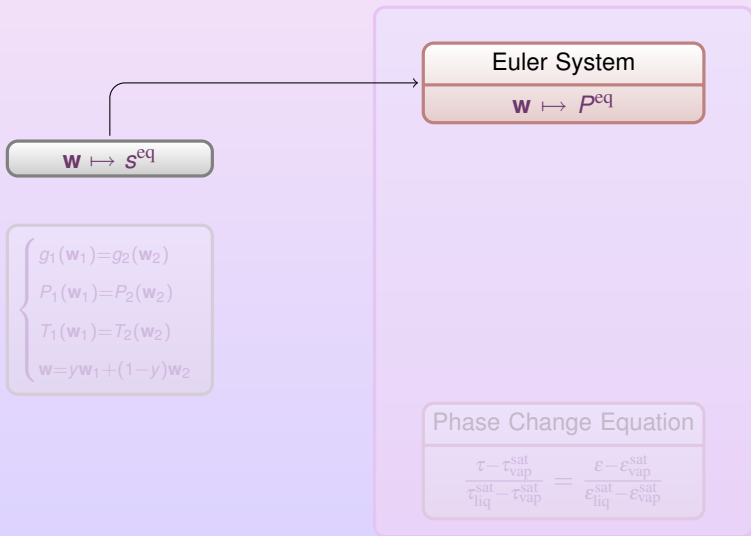 Euler System
w ↦ P^eq
w ↦ s^eq
g₁(w₁)=g₂(w₂)
P₁(w₁)=P₂(w₂)
T₁(w₁)=T₂(w₂)
w=yw₁+(1−y)w₂
Phase Change Equation
(τ−τ_vap^sat)/(τ_liq^sat−τ_vap^sat) = (ε−ε_vap^sat)/(ε_liq^sat−ε_vap^sat)